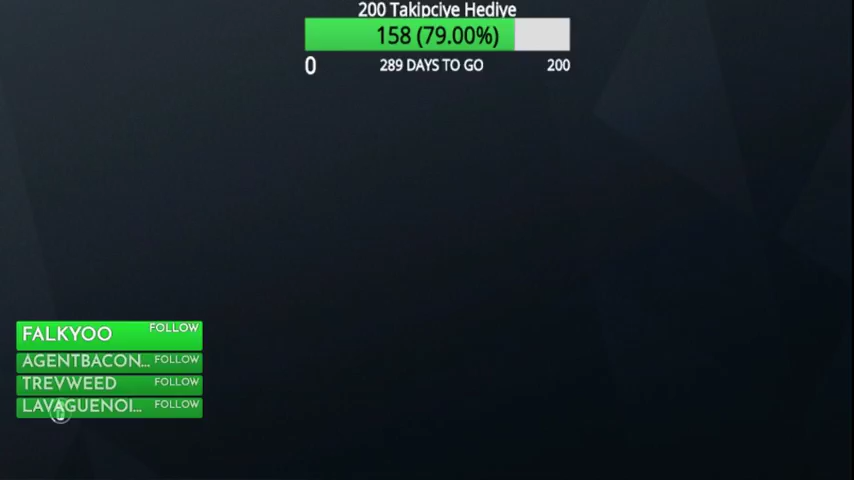 200 Takipciye Hediye
158 (79.00%)
0 289 DAYS TO GO 200
FALKYOO FOLLOW
AGENTBACON... FOLLOW
TREVWEED FOLLOW
LAVAGUENOI... FOLLOW